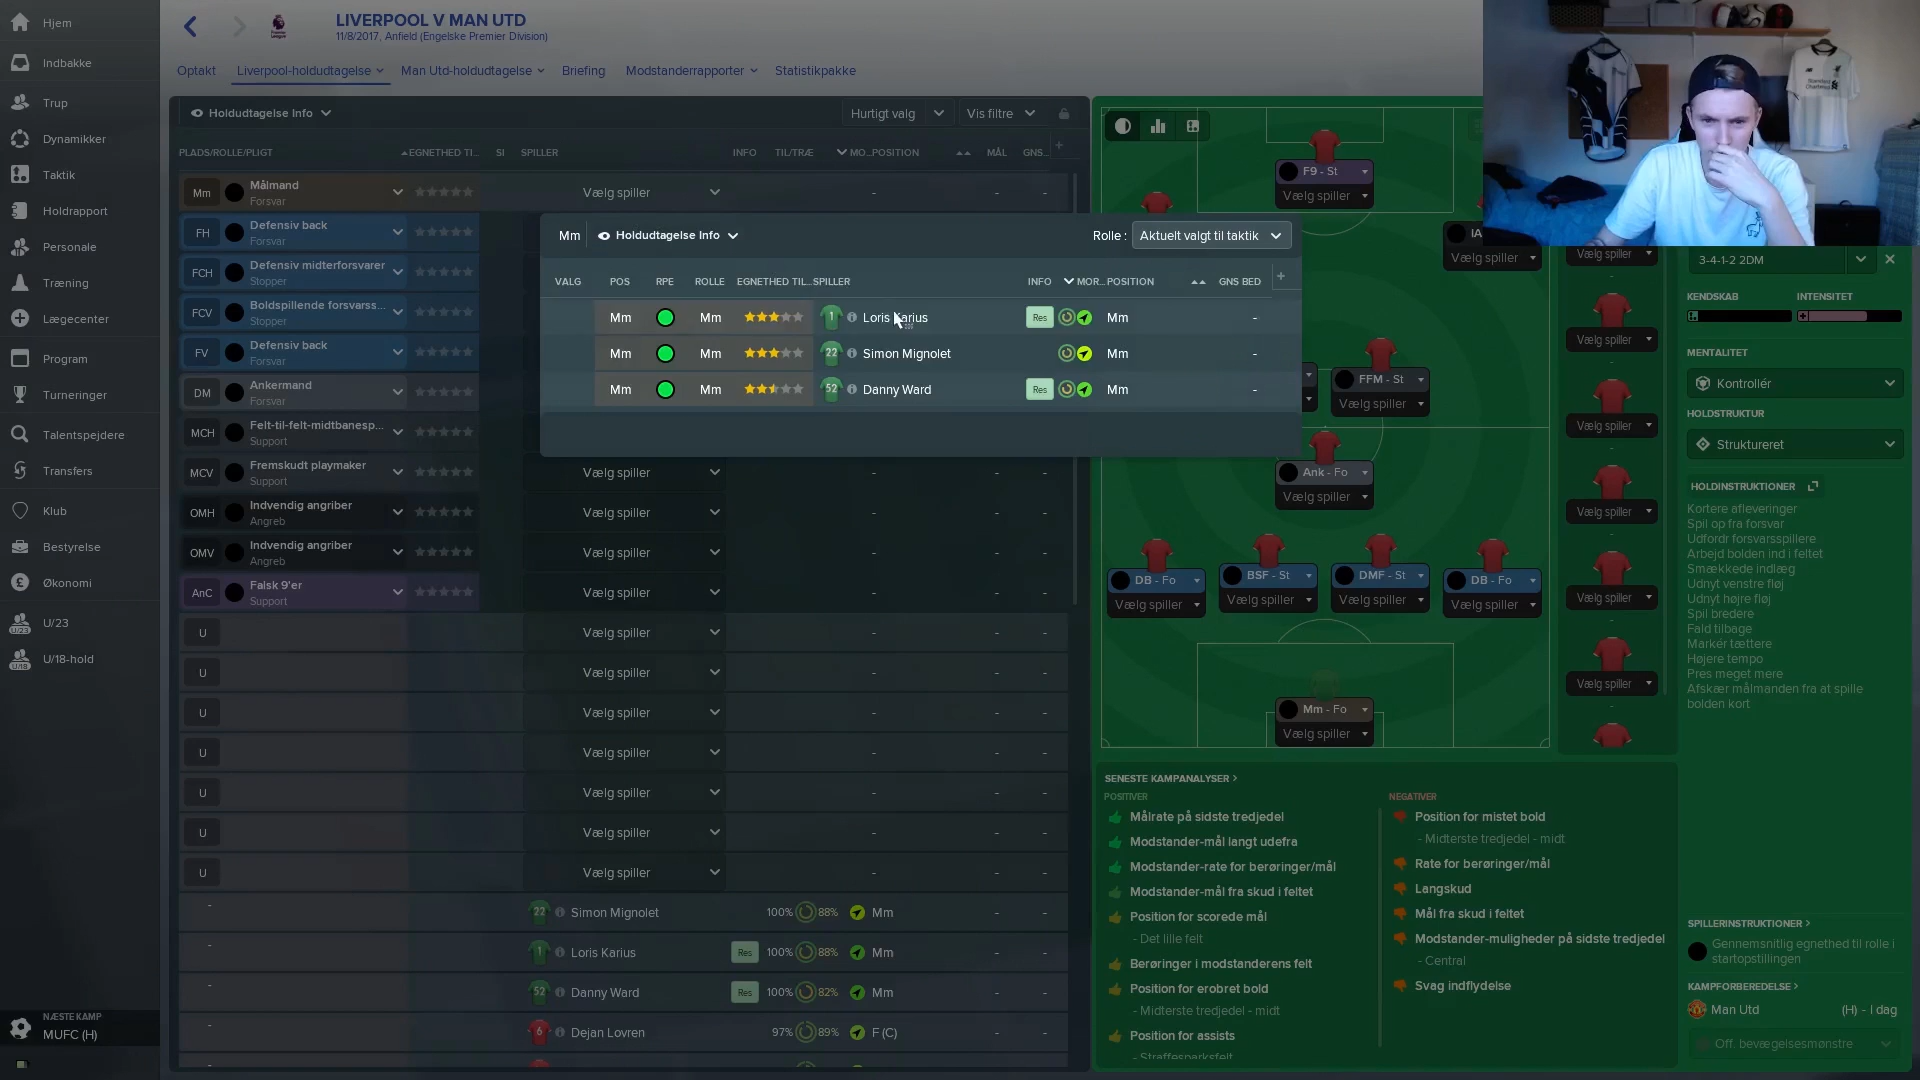 Hjem
Indbakke
Trup
Dynamikker
Taktik
Holdrapport
Personale
Træning
Lægecenter
Program
Turneringer
Talentspejdere
Transfers
Klub
Bestyrelse
Økonomi
U/23
U/18-hold
NÆSTE KAMP
MUFC (H)
LIVERPOOL V MAN UTD
11/8/2017, Anfield (Engelske Premier Division)
Optakt
Liverpool-holdudtagelse
Man Utd-holdudtagelse
Briefing
Modstanderrapporter
Statistikpakke
Holdudtagelse Info
Hurtigt valg
Vis filtre
PLADS/ROLLE/PLIGT
EGNETHED TI...
SI
SPILLER
INFO
TIL/TRÆ
MO...POSITION
MÅL
GNS...
Mm
Målmand
Forsvar
Vælg spiller
- - -
FH
Defensiv back
Forsvar
FCH
Defensiv midterforsvarer
Stopper
FCV
Boldspillende forsvarss...
Stopper
FV
Defensiv back
Forsvar
DM
Ankermand
Forsvar
MCH
Felt-til-felt-midtbanesp...
Support
MCV
Fremskudt playmaker
Support
Vælg spiller
- - -
OMH
Indvendig angriber
Angreb
Vælg spiller
- - -
OMV
Indvendig angriber
Angreb
Vælg spiller
- - -
AnC
Falsk 9'er
Support
Vælg spiller
- - -
U
Vælg spiller
- - -
U
Vælg spiller
- - -
U
Vælg spiller
- - -
U
Vælg spiller
- - -
U
Vælg spiller
- - -
U
Vælg spiller
- - -
U
Vælg spiller
- - -
- 22 Simon Mignolet 100% 88% Mm - -
- 1 Loris Karius Res 100% 88% Mm - -
- 52 Danny Ward Res 100% 82% Mm - -
- 6 Dejan Lovren 97% 89% F (C) - -
Mm
Holdudtagelse Info
Rolle :
Aktuelt valgt til taktik
VALG
POS
RPE
ROLLE
EGNETHED TIL...SPILLER
INFO
MOR...POSITION
GNS BED
Mm Mm 1 Loris Karius Res Mm -
Mm Mm 22 Simon Mignolet Mm -
Mm Mm 52 Danny Ward Res Mm -
F9 - St
Vælg spiller
IA
FFM - St
Vælg spiller
Ank - Fo
Vælg spiller
DB - Fo
Vælg spiller
BSF - St
Vælg spiller
DMF - St
Vælg spiller
DB - Fo
Vælg spiller
Mm - Fo
Vælg spiller
Vælg spiller
-
Vælg spiller
-
Vælg spiller
-
Vælg spiller
-
Vælg spiller
-
Vælg spiller
-
Standard
Chartered
3-4-1-2 2DM
KENDSKAB
INTENSITET
MENTALITET
Kontrollér
HOLDSTRUKTUR
Struktureret
HOLDINSTRUKTIONER
Kortere afleveringer
Spil op fra forsvar
Udfordr forsvarsspillere
Arbejd bolden ind i feltet
Smækkede indlæg
Udnyt venstre fløj
Udnyt højre fløj
Spil bredere
Fald tilbage
Markér tættere
Højere tempo
Pres meget mere
Afskær målmanden fra at spille
bolden kort
SPILLERINSTRUKTIONER >
Gennemsnitlig egnethed til rolle i
startopstillingen
KAMPFORBEREDELSE >
Man Utd
(H) - I dag
Off. bevægelsesmønstre
SENESTE KAMPANALYSER >
POSITIVER
Målrate på sidste tredjedel
Modstander-mål langt udefra
Modstander-rate for berøringer/mål
Modstander-mål fra skud i feltet
Position for scorede mål
- Det lille felt
Berøringer i modstanderens felt
Position for erobret bold
- Midterste tredjedel - midt
Position for assists
- Straffesparksfelt
NEGATIVER
Position for mistet bold
- Midterste tredjedel - midt
Rate for berøringer/mål
Langskud
Mål fra skud i feltet
Modstander-muligheder på sidste tredjedel
- Central
Svag indflydelse